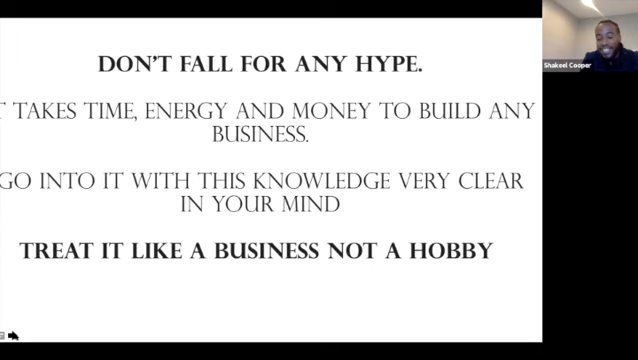 DON'T FALL FOR ANY HYPE.
T TAKES TIME, ENERGY AND MONEY TO BUILD ANY
BUSINESS.
GO INTO IT WITH THIS KNOWLEDGE VERY CLEAR
IN YOUR MIND
TREAT IT LIKE A BUSINESS NOT A HOBBY
Shakeel Cooper